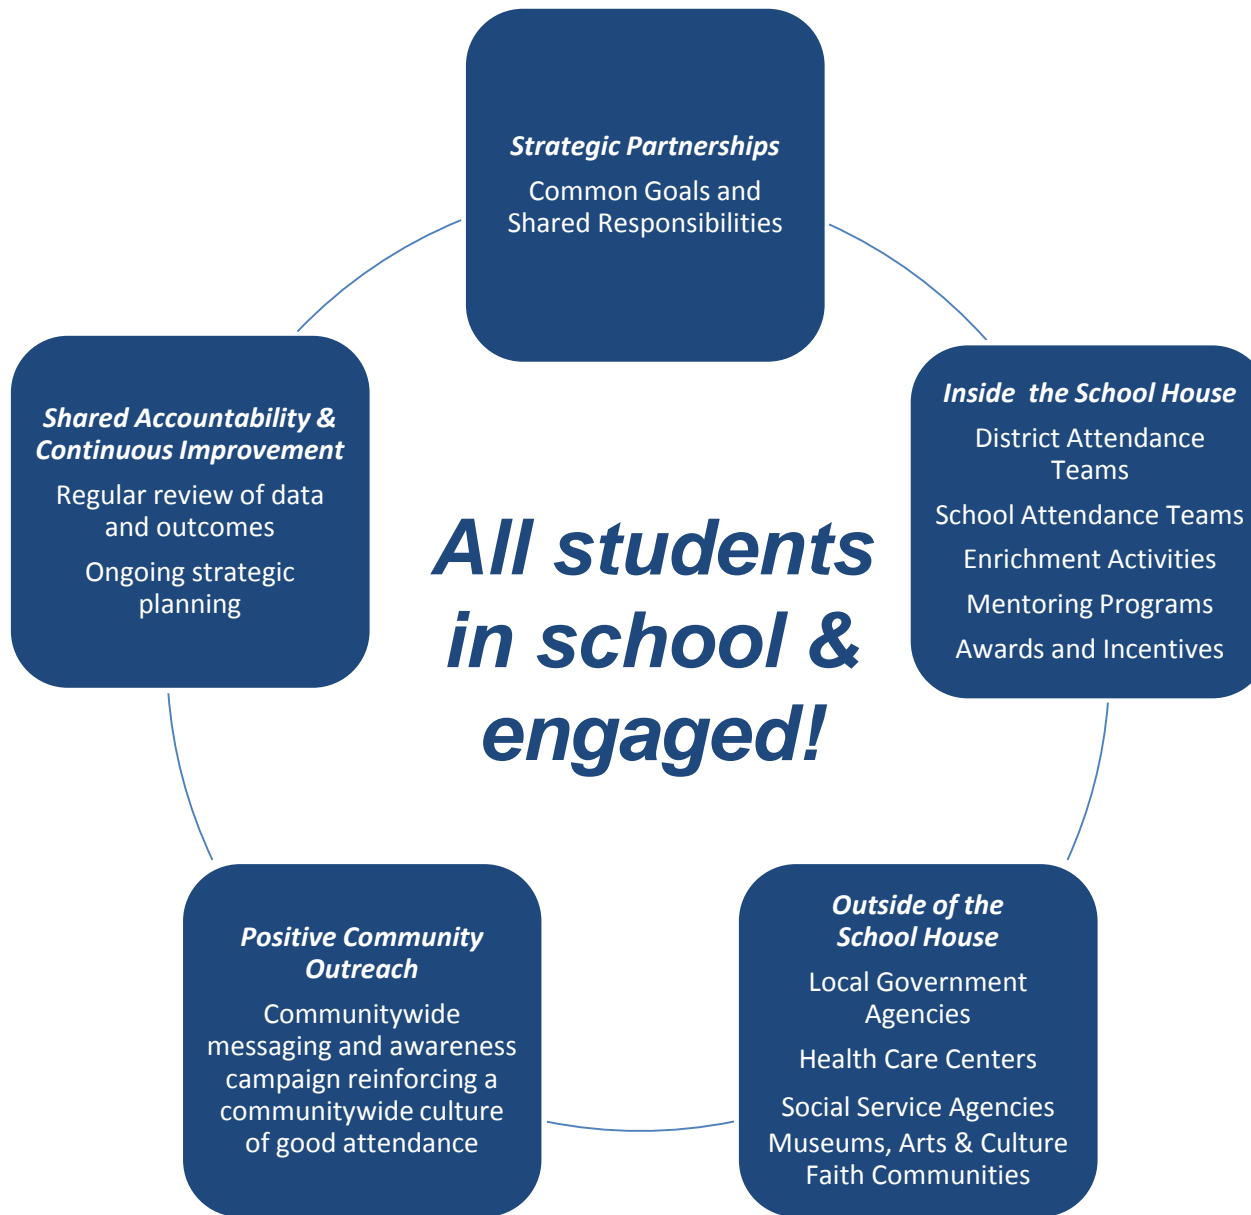 Strategic Partnerships
Common Goals and
Shared Responsibilities
Inside the School House
District Attendance
Teams
School Attendance Teams
Enrichment Activities
Mentoring Programs
Awards and Incentives
Outside of the
School House
Local Government
Agencies
Health Care Centers
Social Service Agencies
Museums, Arts & Culture
Faith Communities
Positive Community
Outreach
Communitywide
messaging and awareness
campaign reinforcing a
communitywide culture
of good attendance
Shared Accountability &
Continuous Improvement
Regular review of data
and outcomes
Ongoing strategic
planning
All students
in school &
engaged!